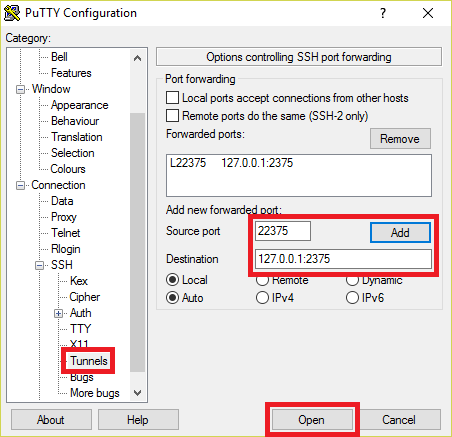 PuTTY Configuration
?
Category:
Bell
Features
Window
Appearance
Behaviour
Translation
Selection
Colours
Connection
Data
Proxy
Telnet
Rlogin
SSH
Kex
Cipher
Auth
TTY
X11
Tunnels
Bugs
More bugs
Options controlling SSH port forwarding
Port forwarding
Local ports accept connections from other hosts
Remote ports do the same (SSH-2 only)
Forwarded ports:
Remove
L22375 127.0.0.1:2375
Add new forwarded port:
Source port 22375 Add
Destination 127.0.0.1:2375
Local Remote Dynamic
Auto IPv4 IPv6
About Help Open Cancel